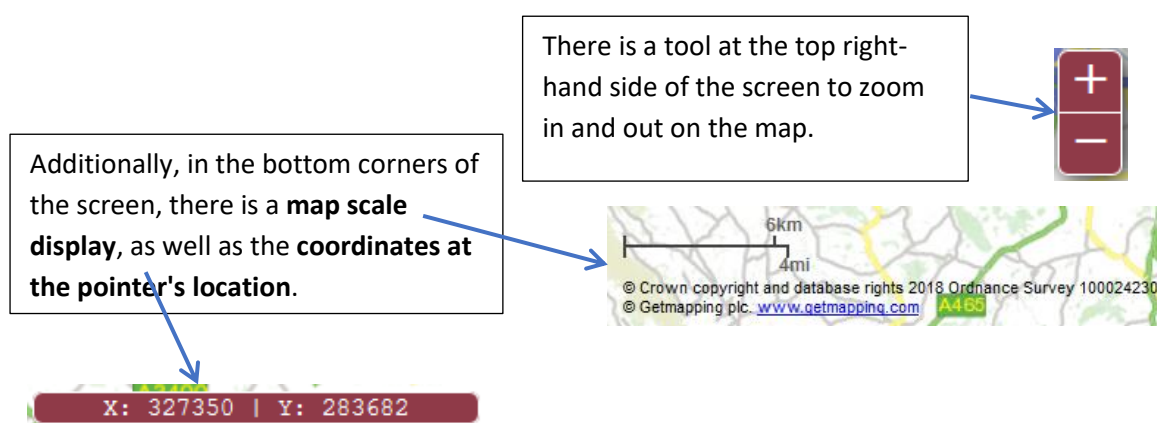 There is a tool at the top right-
hand side of the screen to zoom
in and out on the map.
+
−
Additionally, in the bottom corners of
the screen, there is a map scale
display, as well as the coordinates at
the pointer's location.
6km
4mi
© Crown copyright and database rights 2018 Ordnance Survey 100024230
© Getmapping plc. www.getmapping.com
A465
X: 327350 | Y: 283682